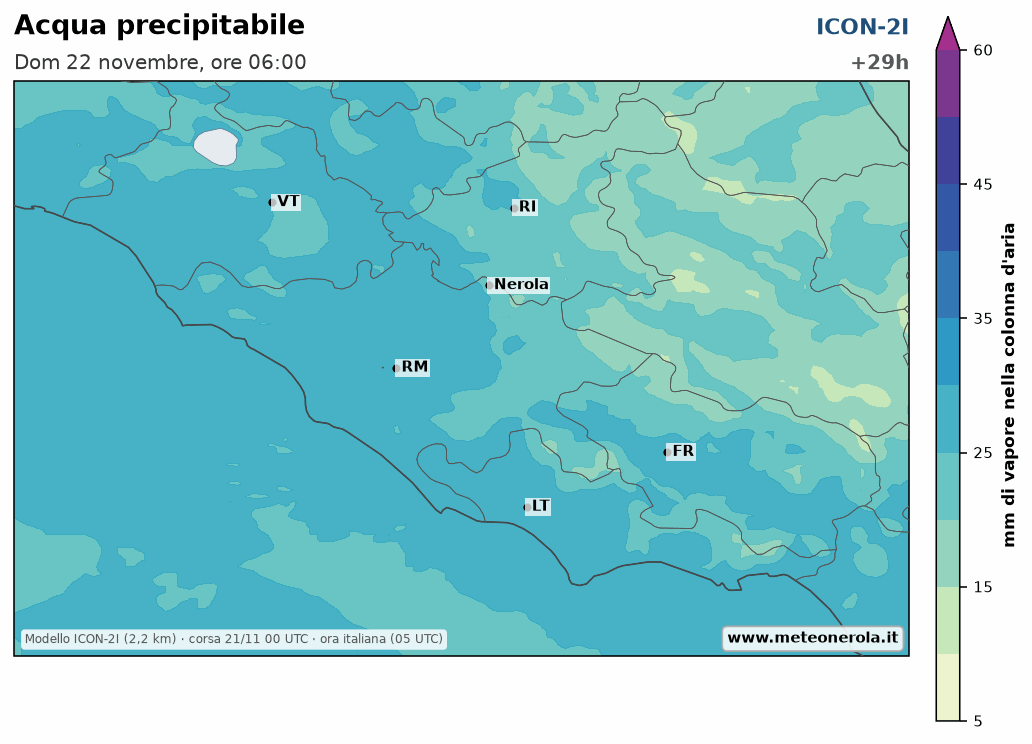 Acqua precipitabile
ICON-2I
Dom 22 novembre, ore 06:00
+29h
60
45
35
25
15
5
mm di vapore nella colonna d'aria
VT
RI
Nerola
RM
FR
LT
Modello ICON-2I (2,2 km) · corsa 21/11 00 UTC · ora italiana (05 UTC)
www.meteonerola.it